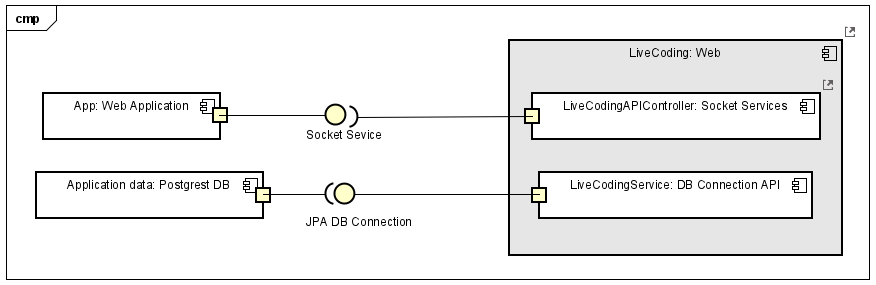 cmp
LiveCoding: Web
App: Web Application
LiveCodingAPIController: Socket Services
Socket Sevice
Application data: Postgrest DB
LiveCodingService: DB Connection API
JPA DB Connection